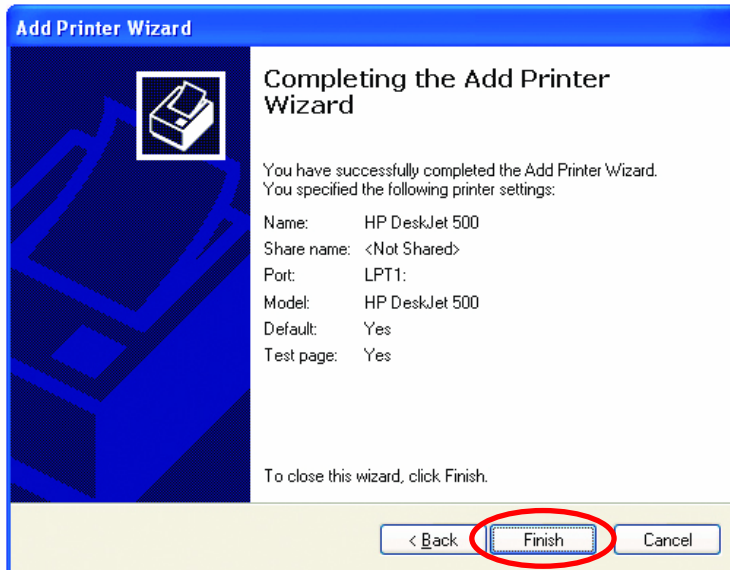 Add Printer Wizard
Completing the Add Printer
Wizard
You have successfully completed the Add Printer Wizard.
You specified the following printer settings:
Name: HP DeskJet 500
Share name: <Not Shared>
Port: LPT1:
Model: HP DeskJet 500
Default: Yes
Test page: Yes
To close this wizard, click Finish.
< Back Finish Cancel